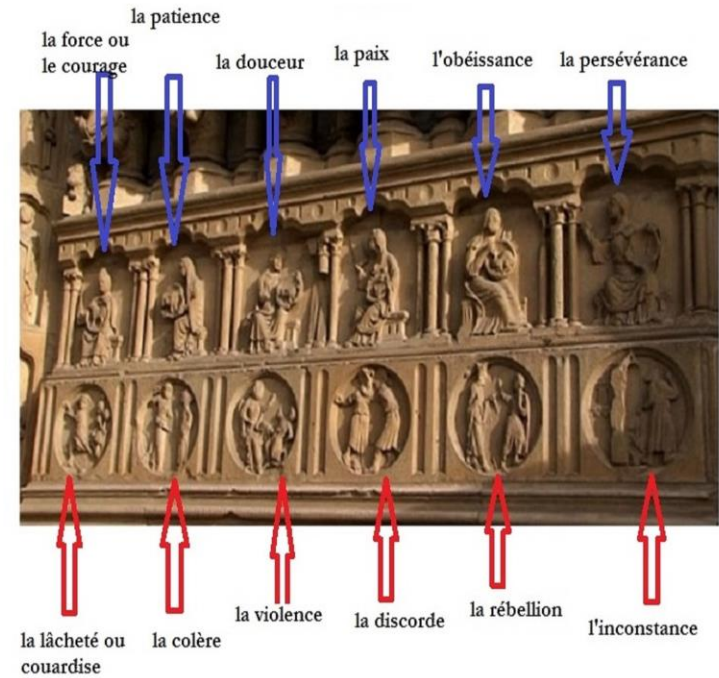 la patience
la force ou
le courage
la douceur
la paix
l'obéissance
la persévérance
la lâcheté ou
couardise
la colère
la violence
la discorde
la rébellion
l'inconstance